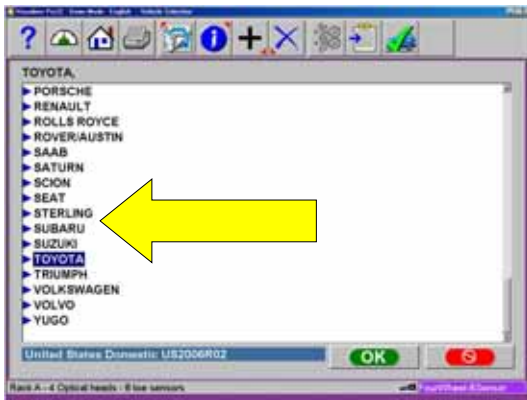 TOYOTA,
PORSCHE
RENAULT
ROLLS ROYCE
ROVER/AUSTIN
SAAB
SATURN
SCION
SEAT
STERLING
SUBARU
SUZUKI
TOYOTA
TRIUMPH
VOLKSWAGEN
VOLVO
YUGO
United States Domestic US2006R02
OK
Rack A - 4 Optical heads - 8 toe sensors